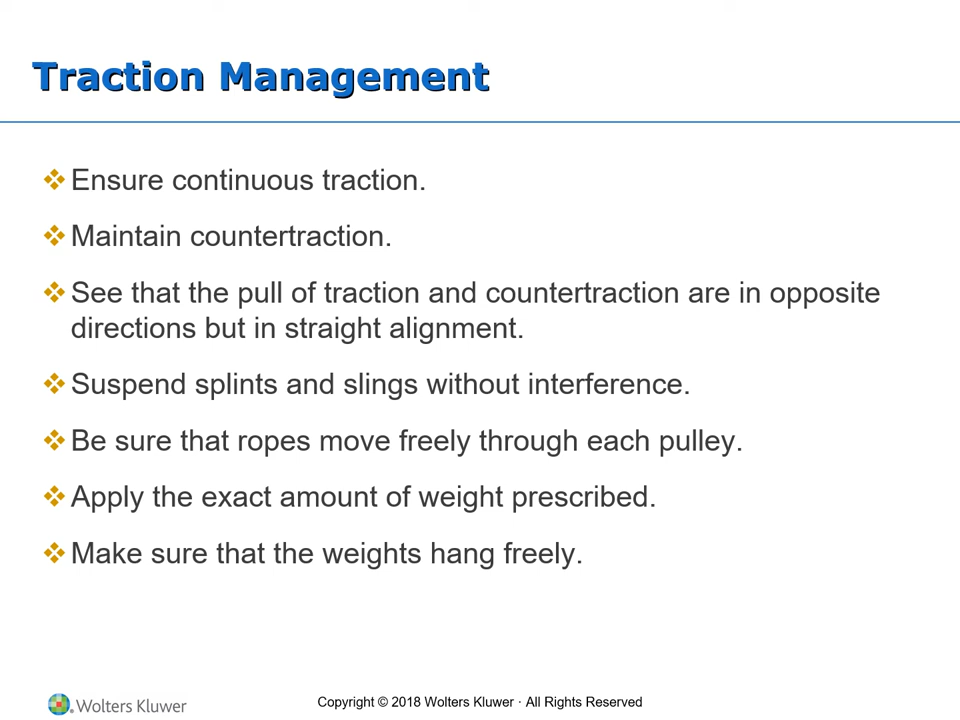 Traction Management
Ensure continuous traction.
Maintain countertraction.
See that the pull of traction and countertraction are in opposite
directions but in straight alignment.
Suspend splints and slings without interference.
Be sure that ropes move freely through each pulley.
Apply the exact amount of weight prescribed.
Make sure that the weights hang freely.
Wolters Kluwer
Copyright © 2018 Wolters Kluwer · All Rights Reserved